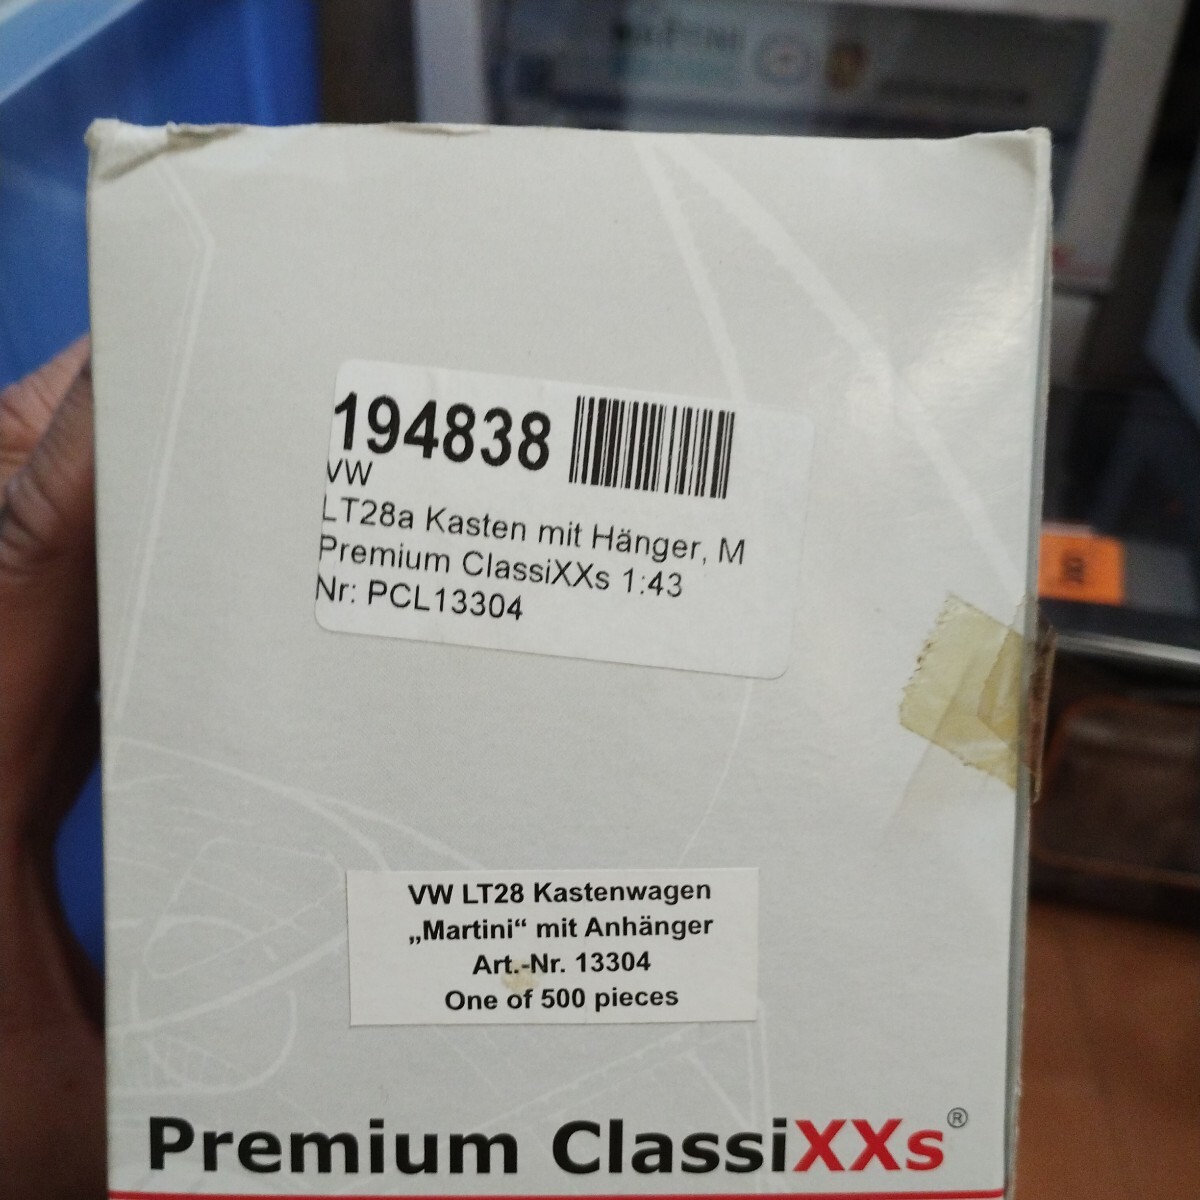 194838
VW
LT28a Kasten mit Hänger, M
Premium ClassiXXs 1:43
Nr: PCL13304
VW LT28 Kastenwagen
„Martini“ mit Anhänger
Art.-Nr. 13304
One of 500 pieces
Premium ClassiXXs®